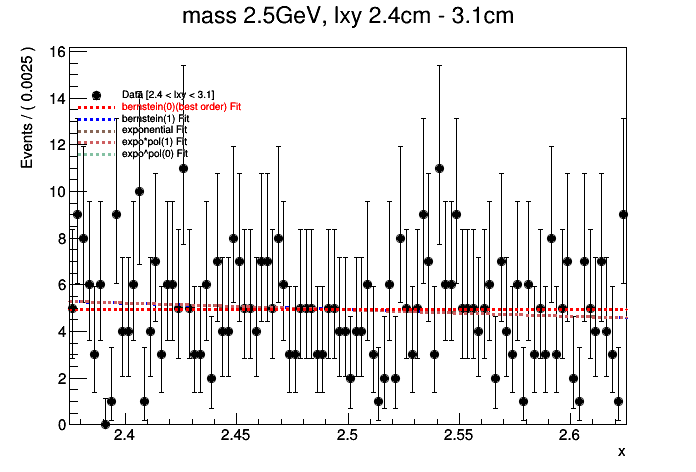 mass 2.5GeV, lxy 2.4cm - 3.1cm
Events / ( 0.0025 )
16
14
12
10
8
6
4
2
0
Data [2.4 < lxy < 3.1]
bernstein(0)(best order) Fit
bernstein(1) Fit
exponential Fit
expo*pol(1) Fit
expo^pol(0) Fit
2.4 2.45 2.5 2.55 2.6
x